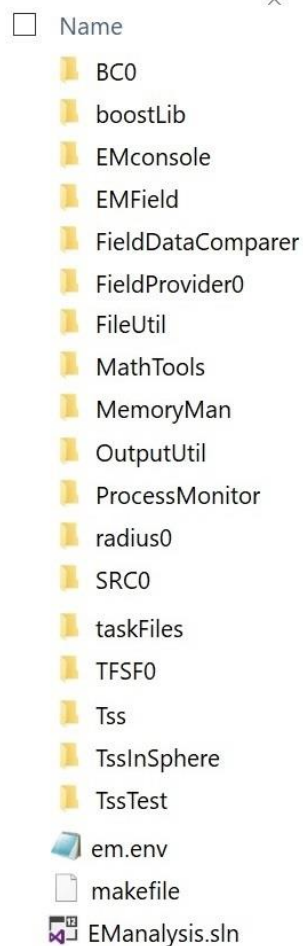 Name
BC0
boostLib
EMconsole
EMField
FieldDataComparer
FieldProvider0
FileUtil
MathTools
MemoryMan
OutputUtil
ProcessMonitor
radius0
SRC0
taskFiles
TFSF0
Tss
TssInSphere
TssTest
em.env
makefile
12
EManalysis.sln